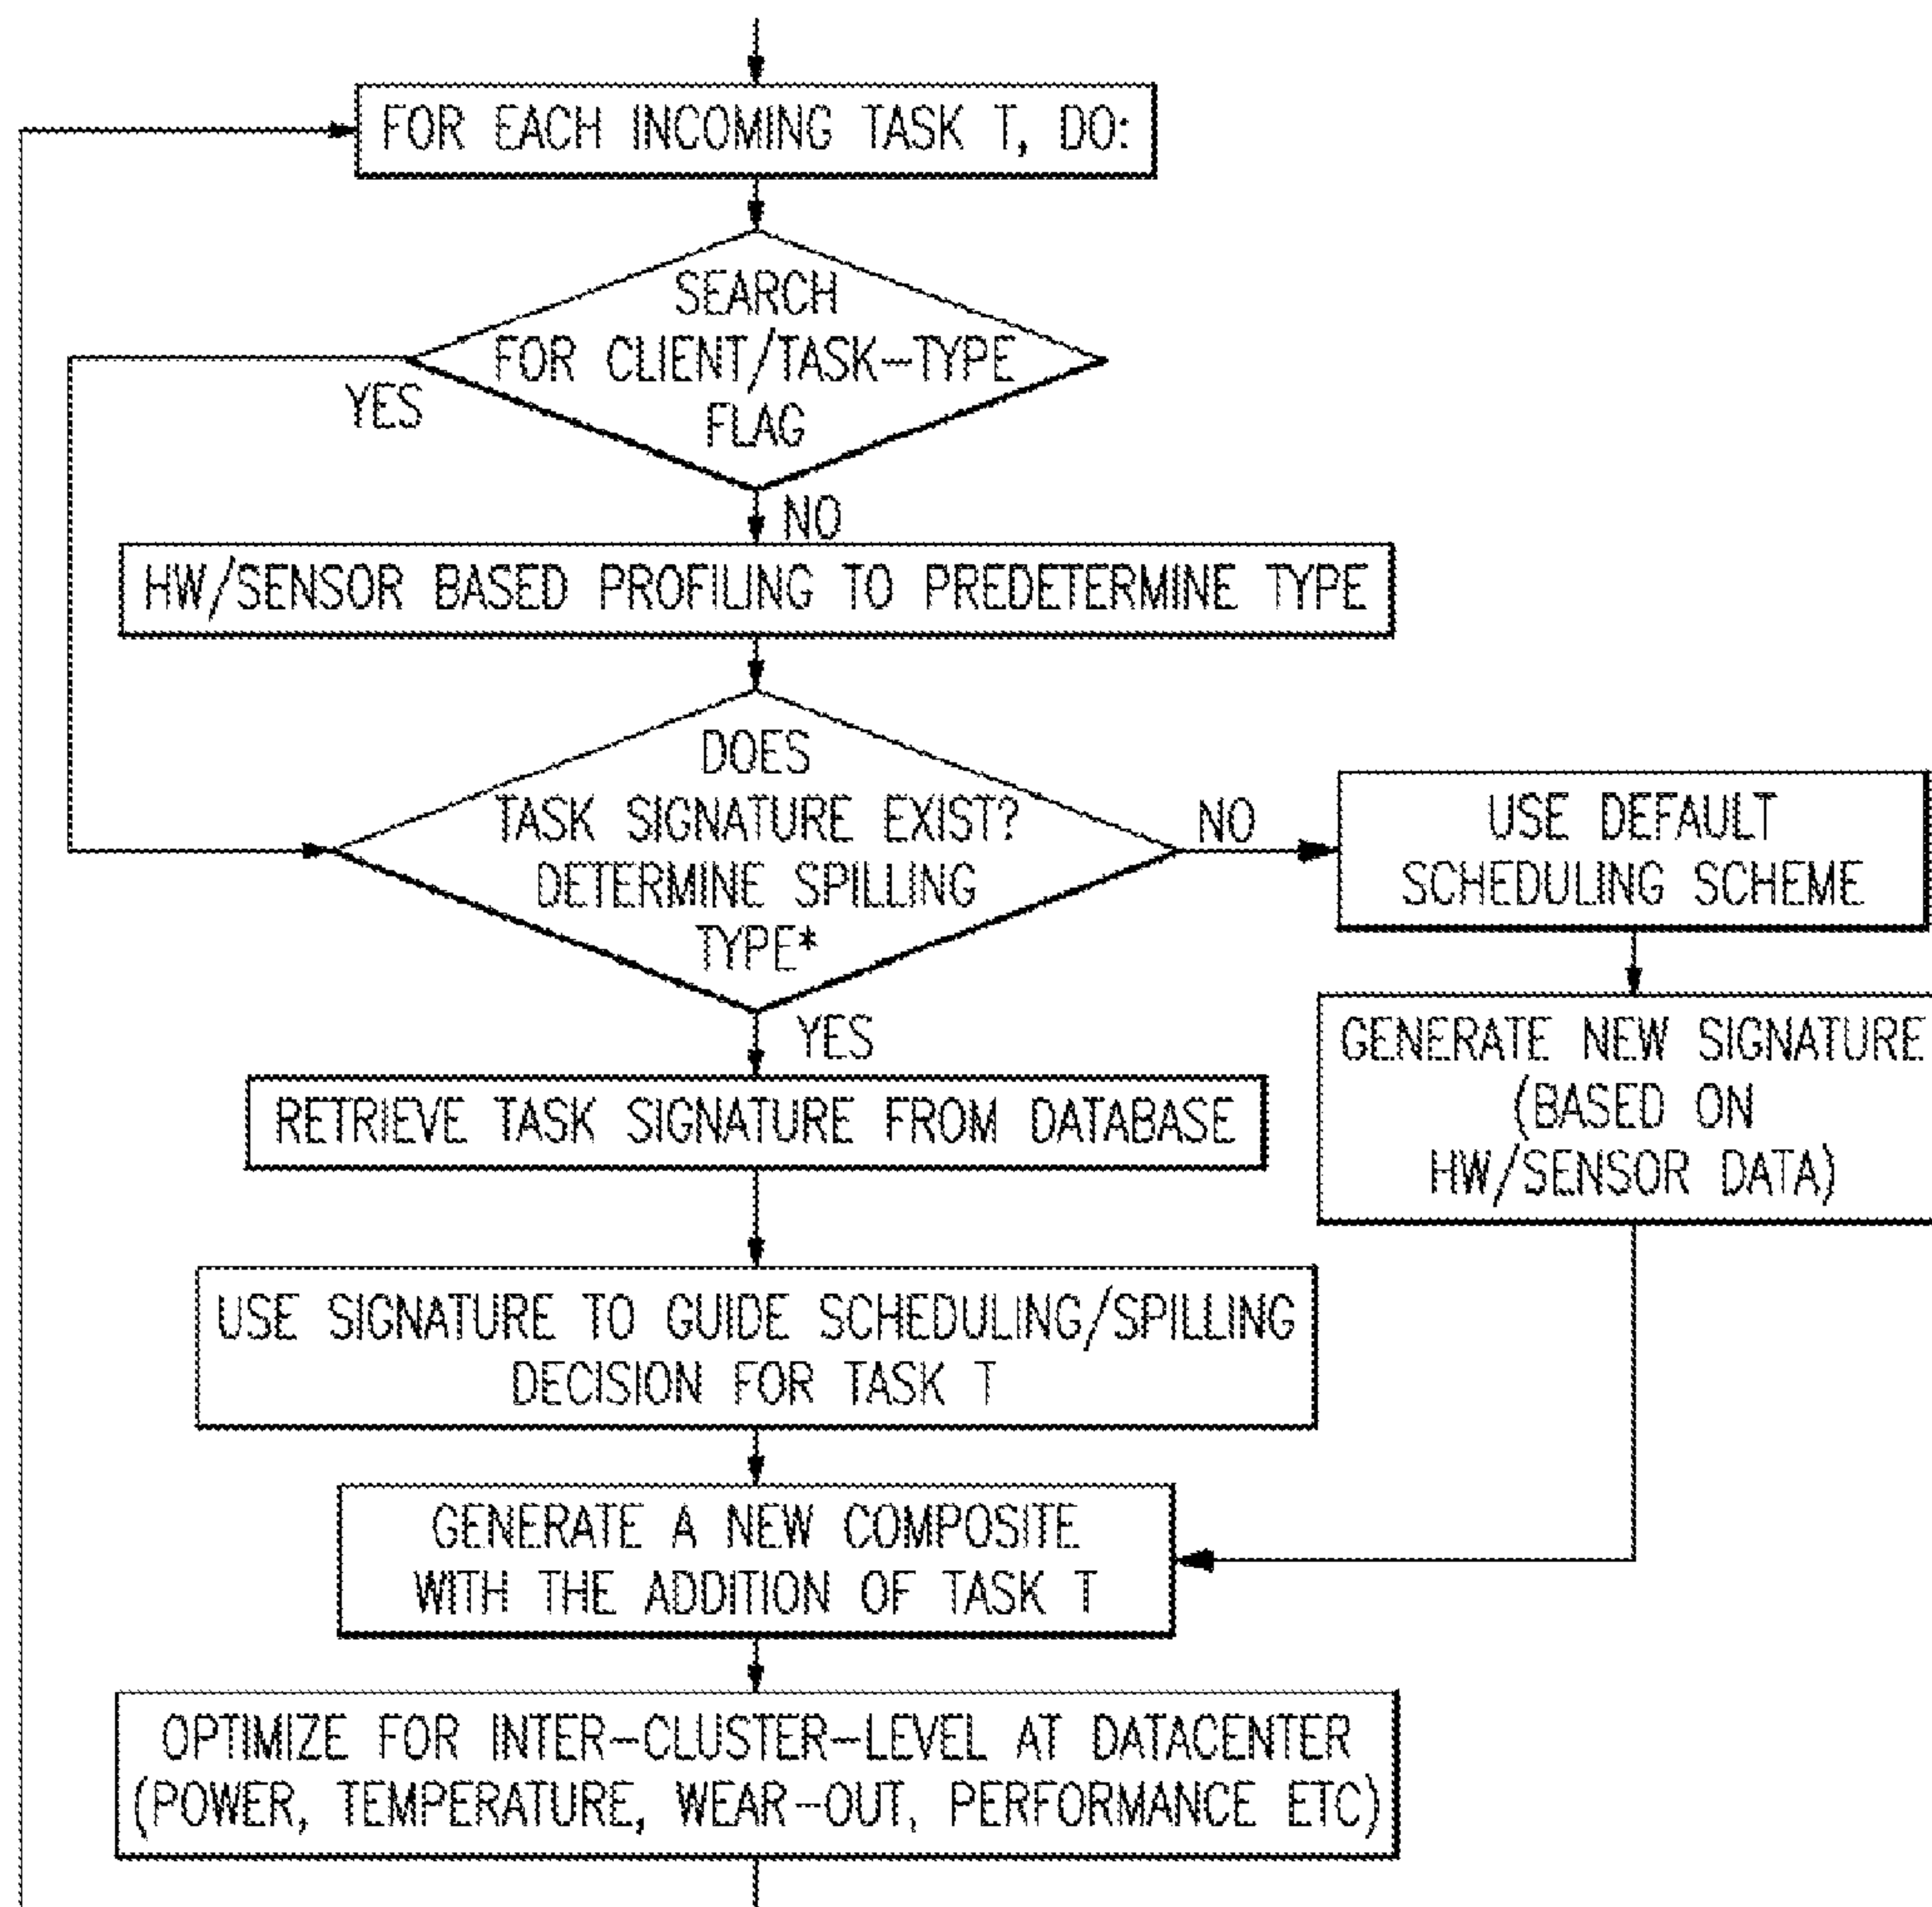 FOR EACH INCOMING TASK T, DO:
SEARCH
FOR CLIENT/TASK-TYPE
FLAG
YES
NO
HW/SENSOR BASED PROFILING TO PREDETERMINE TYPE
DOES
TASK SIGNATURE EXIST?
DETERMINE SPILLING
TYPE*
NO
USE DEFAULT
SCHEDULING SCHEME
YES
GENERATE NEW SIGNATURE
(BASED ON
HW/SENSOR DATA)
RETRIEVE TASK SIGNATURE FROM DATABASE
USE SIGNATURE TO GUIDE SCHEDULING/SPILLING
DECISION FOR TASK T
GENERATE A NEW COMPOSITE
WITH THE ADDITION OF TASK T
OPTIMIZE FOR INTER-CLUSTER-LEVEL AT DATACENTER
(POWER, TEMPERATURE, WEAR-OUT, PERFORMANCE ETC)